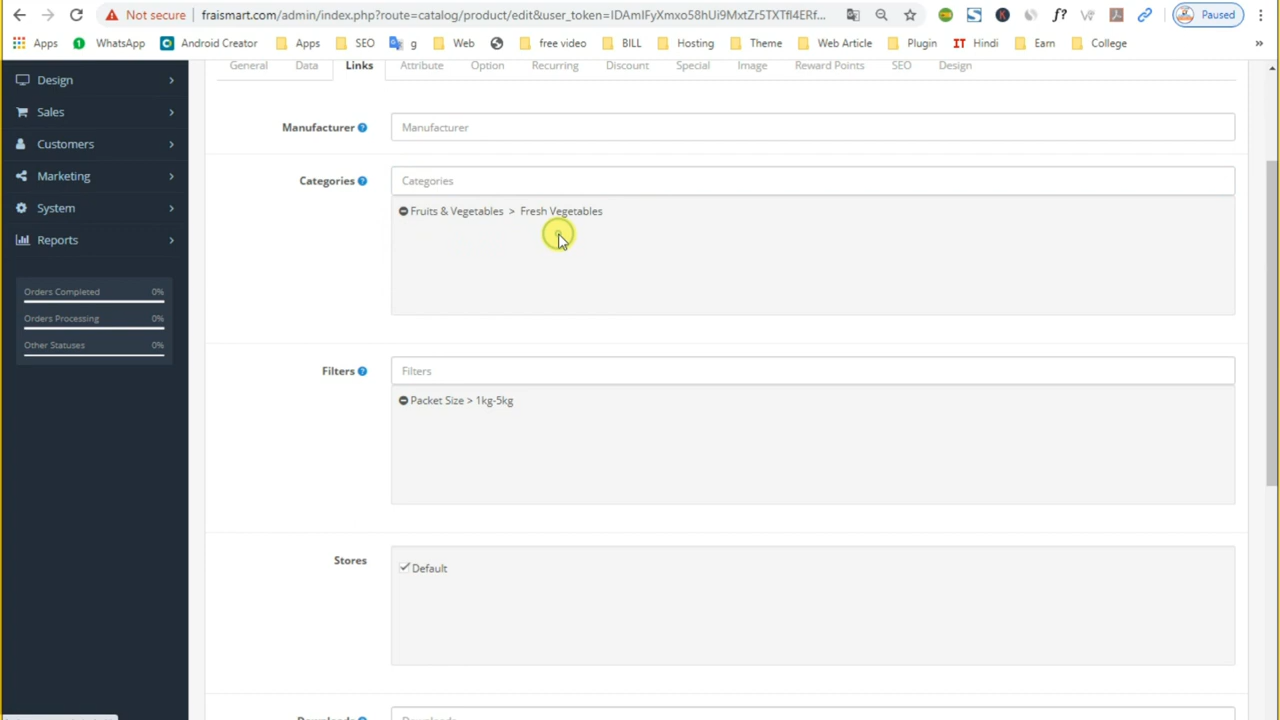 Not secure fraismart.com/admin/index.php?route=catalog/product/edit&user_token=IDAmIFyXmxo58hUi9MxtZr5TXTfl4ERf... Paused
Apps WhatsApp Android Creator Apps SEO g Web free video BILL Hosting Theme Web Article Plugin IT Hindi Earn College »
General Data Links Attribute Option Recurring Discount Special Image Reward Points SEO Design
Design
Sales
Customers
Marketing
System
Reports
Orders Completed 0%
Orders Processing 0%
Other Statuses 0%
Manufacturer Manufacturer
Categories Categories
Fruits & Vegetables > Fresh Vegetables
Filters Filters
Packet Size > 1kg-5kg
Stores
Default
Downloads Downloads